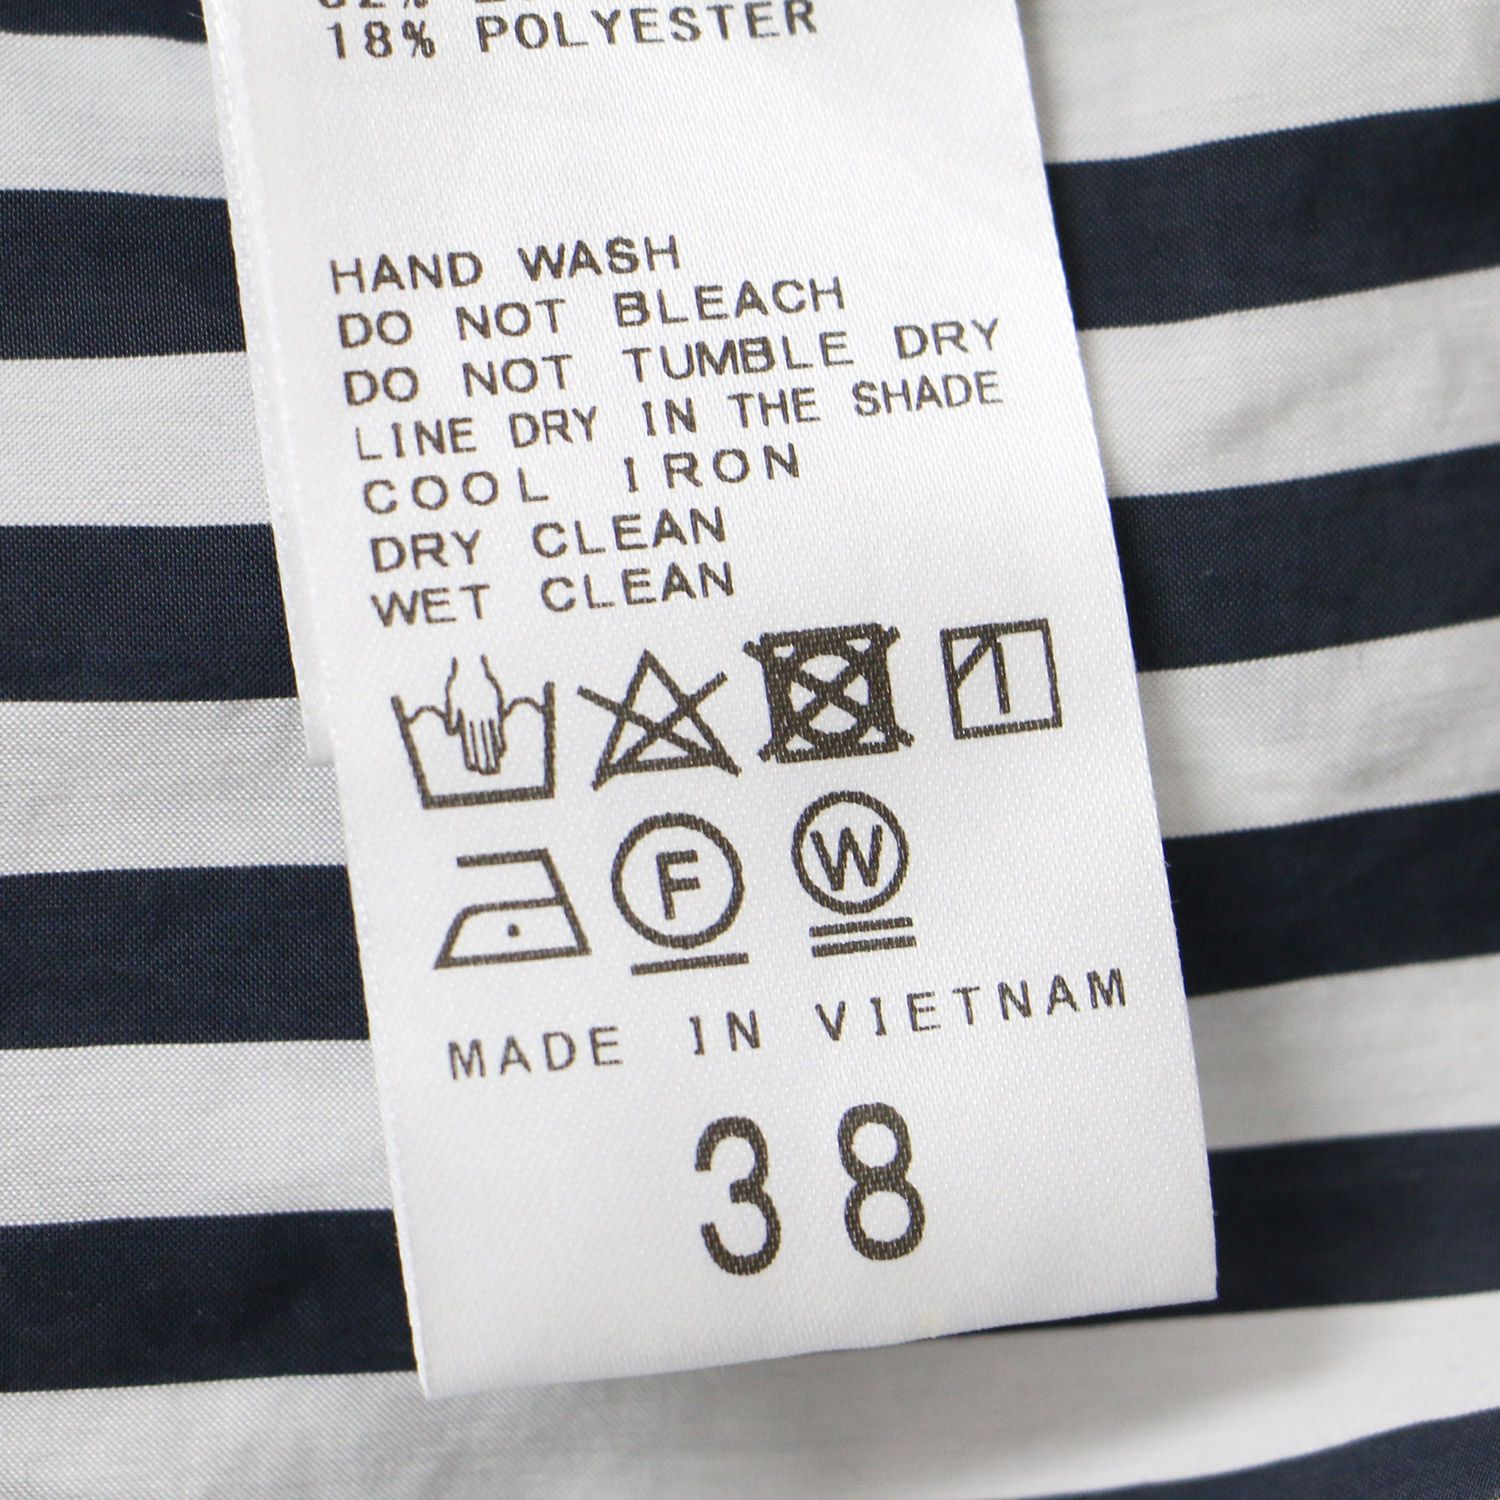 18% POLYESTER
HAND WASH
DO NOT BLEACH
DO NOT TUMBLE DRY
LINE DRY IN THE SHADE
COOL IRON
DRY CLEAN
WET CLEAN
F
W
MADE IN VIETNAM
38